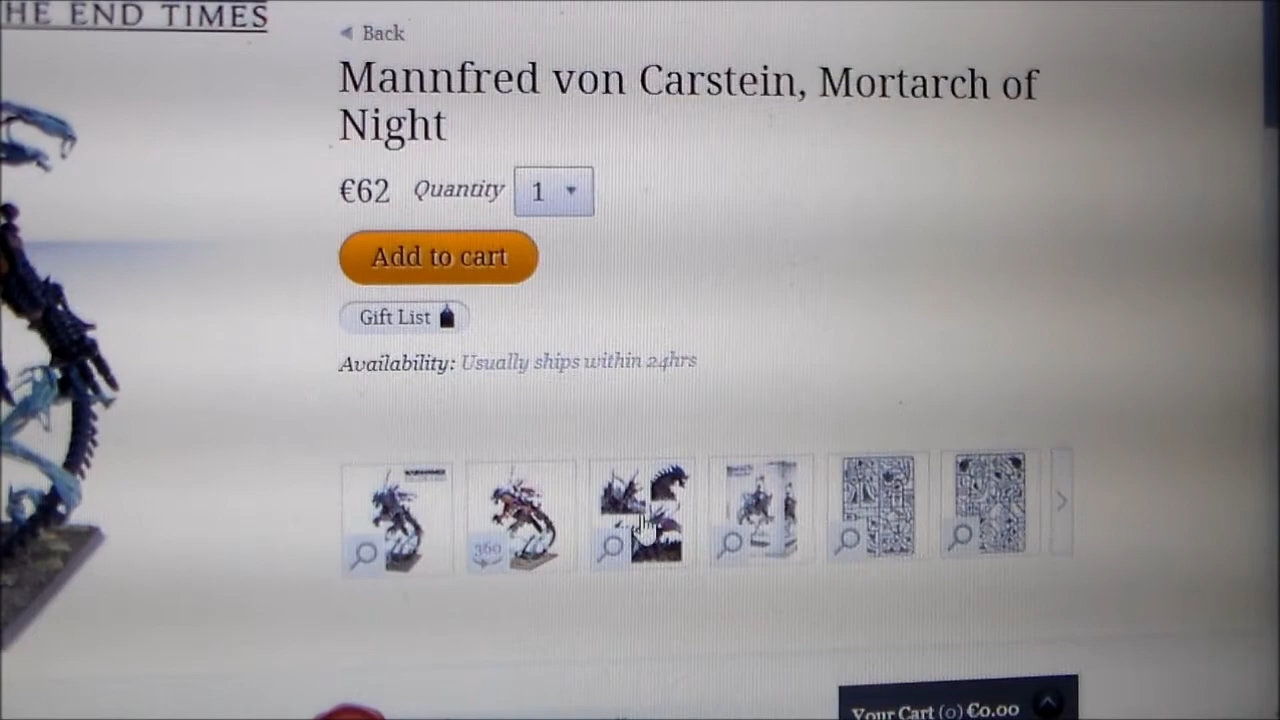 HE END TIMES
Back
Mannfred von Carstein, Mortarch of
Night
€62 Quantity 1
Add to cart
Gift List
Availability: Usually ships within 24hrs
360
Your Cart (0) €0.00